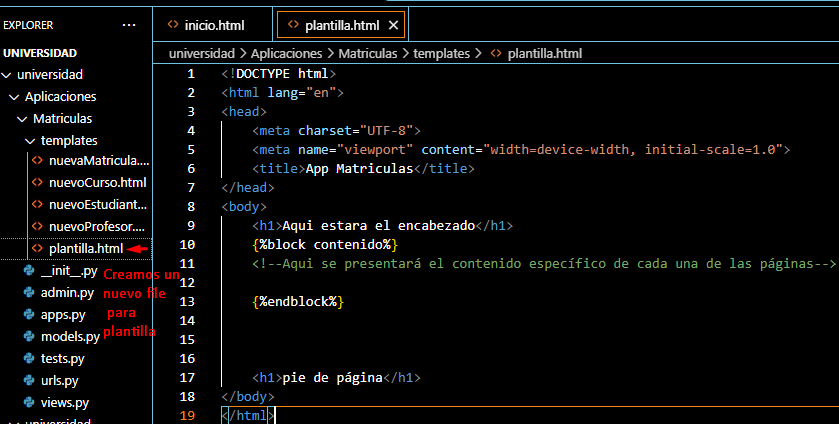 EXPLORER ...
UNIVERSIDAD
universidad
Aplicaciones
Matriculas
templates
<> nuevaMatricula....
<> nuevoCurso.html
<> nuevoEstudiant...
<> nuevoProfesor....
<> plantilla.html
__init__.py
admin.py
apps.py
models.py
tests.py
urls.py
views.py
universidad
Creamos un
nuevo file
para
plantilla
<> inicio.html
<> plantilla.html ×
universidad > Aplicaciones > Matriculas > templates > <> plantilla.html
1 <!DOCTYPE html>
2 <html lang="en">
3 <head>
4 <meta charset="UTF-8">
5 <meta name="viewport" content="width=device-width, initial-scale=1.0">
6 <title>App Matriculas</title>
7 </head>
8 <body>
9 <h1>Aqui estara el encabezado</h1>
10 {%block contenido%}
11 <!--Aqui se presentará el contenido específico de cada una de las páginas-->
12
13 {%endblock%}
14
15
16
17 <h1>pie de página</h1>
18 </body>
19 </html>